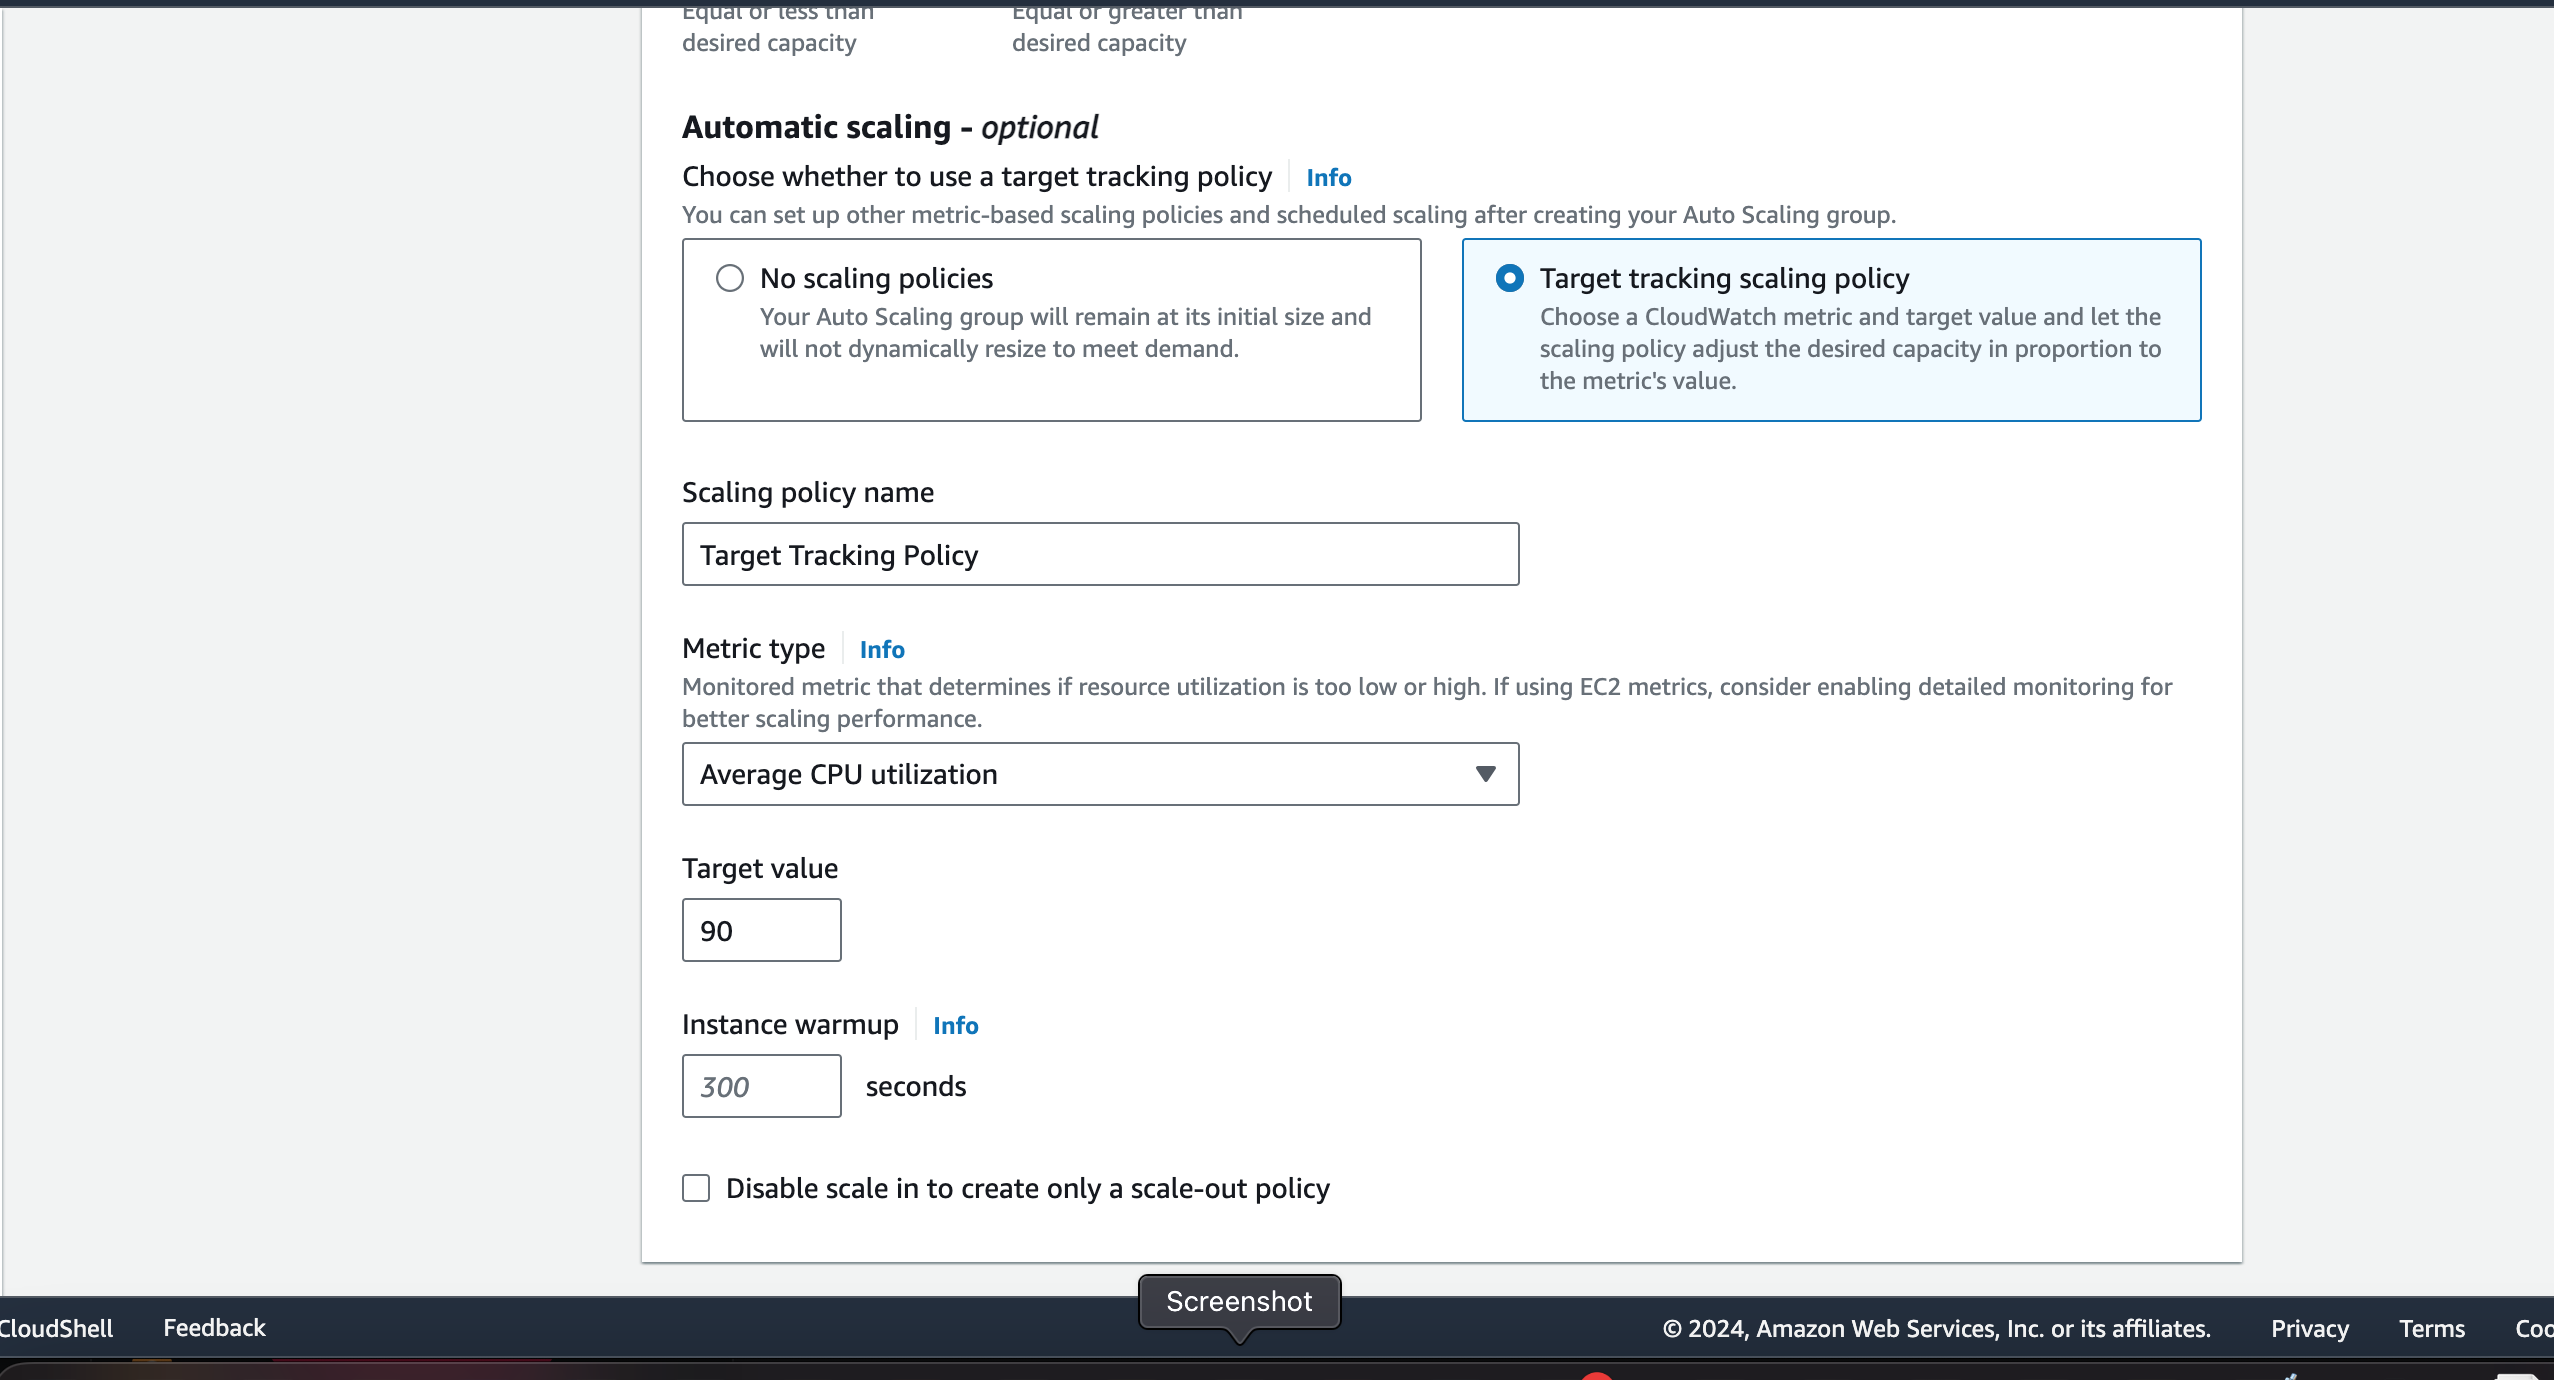 Equal or less than
desired capacity
Equal or greater than
desired capacity
Automatic scaling - optional
Choose whether to use a target tracking policy Info
You can set up other metric-based scaling policies and scheduled scaling after creating your Auto Scaling group.
No scaling policies
Your Auto Scaling group will remain at its initial size and
will not dynamically resize to meet demand.
Target tracking scaling policy
Choose a CloudWatch metric and target value and let the
scaling policy adjust the desired capacity in proportion to
the metric's value.
Scaling policy name
Target Tracking Policy
Metric type Info
Monitored metric that determines if resource utilization is too low or high. If using EC2 metrics, consider enabling detailed monitoring for
better scaling performance.
Average CPU utilization
Target value
90
Instance warmup Info
300 seconds
Disable scale in to create only a scale-out policy
Screenshot
CloudShell Feedback © 2024, Amazon Web Services, Inc. or its affiliates. Privacy Terms Coo